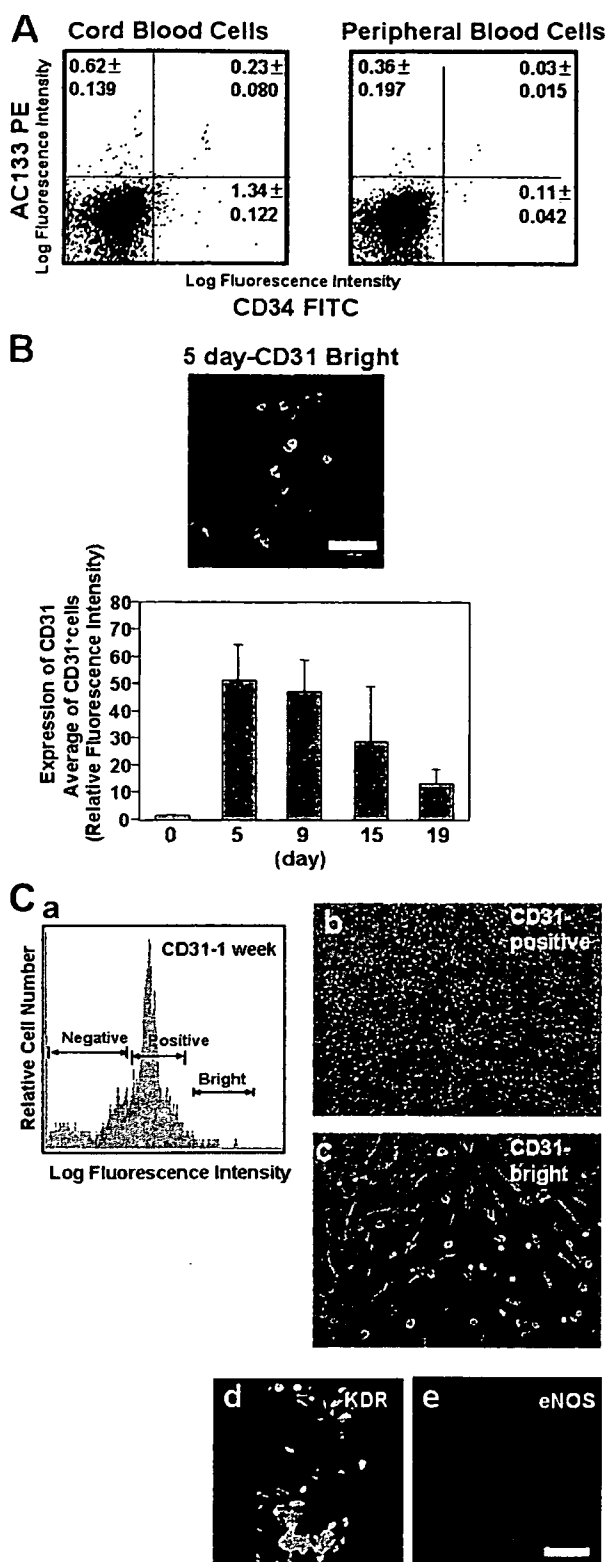 A
Cord Blood Cells
Peripheral Blood Cells
AC133 PE
Log Fluorescence Intensity
0.62±
0.139
0.23±
0.080
1.34±
0.122
0.36±
0.197
0.03±
0.015
0.11±
0.042
Log Fluorescence Intensity
CD34 FITC
B
5 day-CD31 Bright
Expression of CD31
Average of CD31+cells
(Relative Fluorescence Intensity)
80
70
60
50
40
30
20
10
0
0 5 9 15 19
(day)
C
a
CD31-1 week
Relative Cell Number
Negative
Positive
Bright
Log Fluorescence Intensity
b
CD31-
positive
c
CD31-
bright
d
KDR
e
eNOS